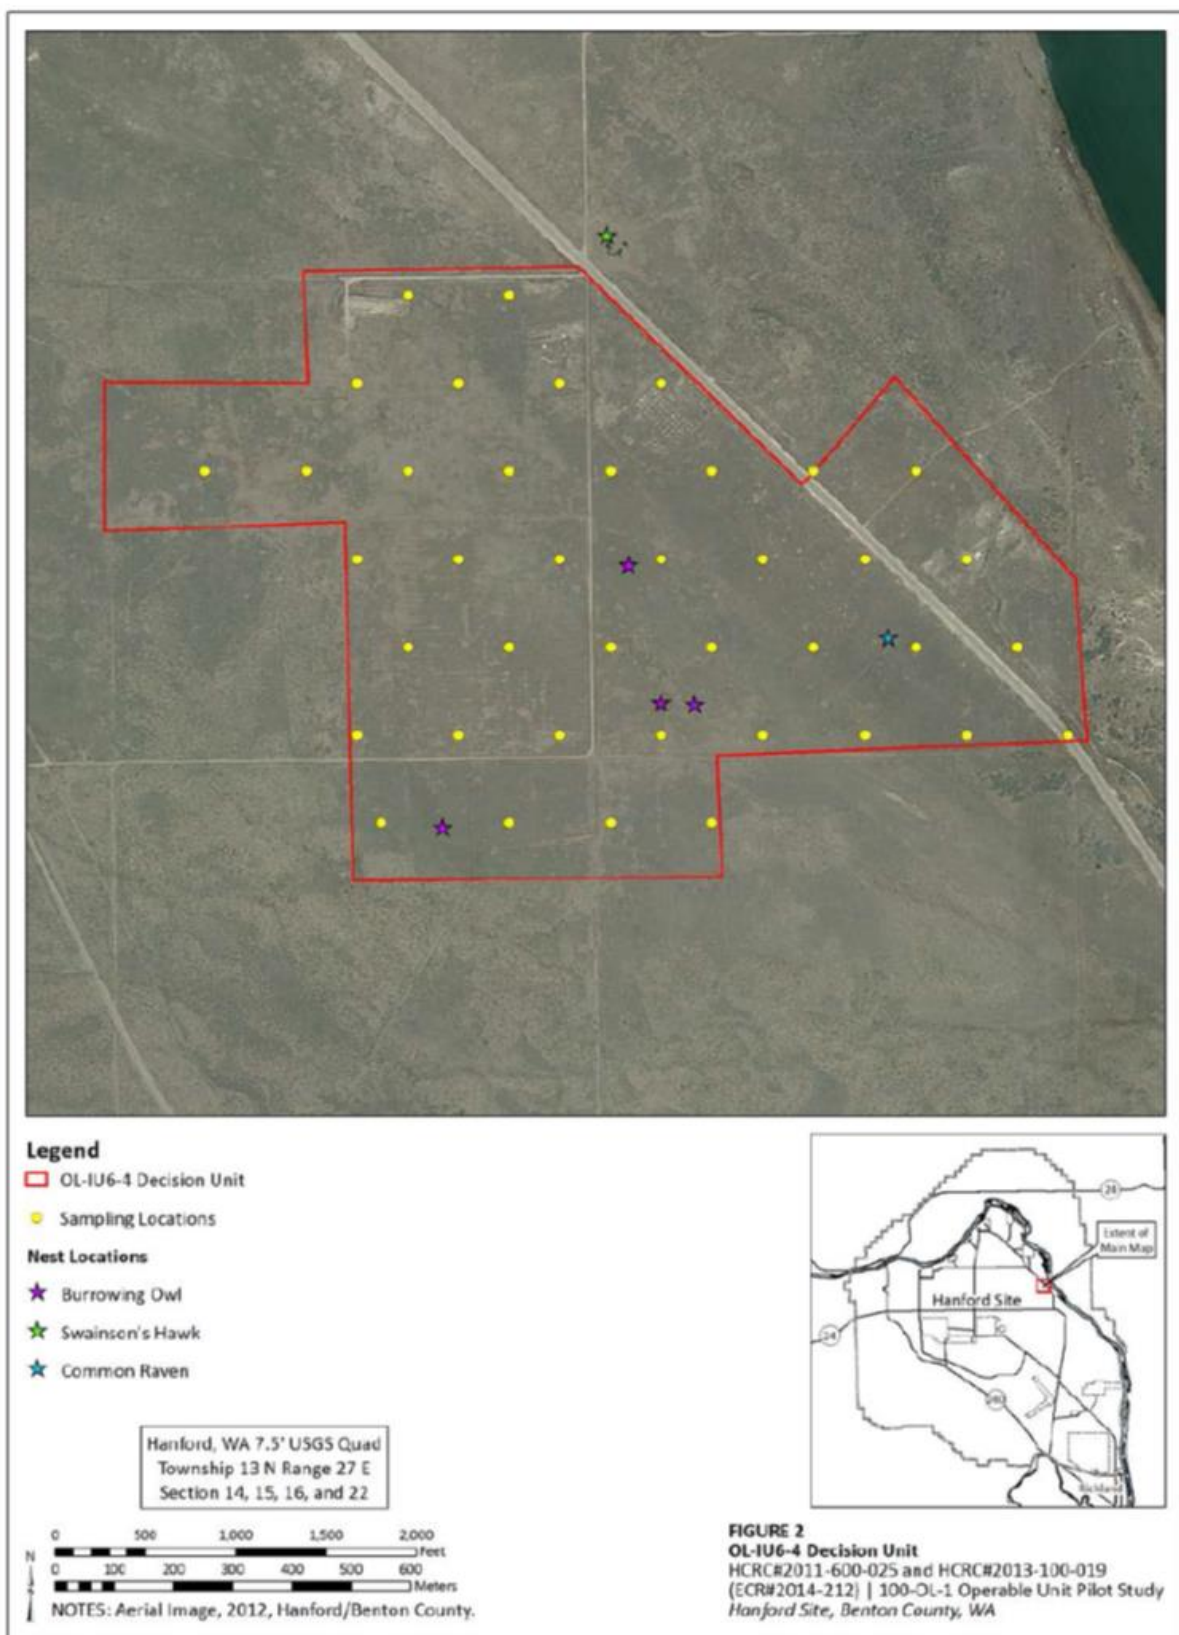 Legend
OL-IU6-4 Decision Unit
Sampling Locations
Nest Locations
Burrowing Owl
Swainson's Hawk
Common Raven
Hanford, WA 7.5' USGS Quad
Township 13 N Range 27 E
Section 14, 15, 16, and 22
0 500 1,000 1,500 2,000
Feet
N
0 100 200 300 400 500 600
Meters
NOTES: Aerial Image, 2012, Hanford/Benton County.
24
Extent of
Main Map
Hanford Site
24
240
Richland
FIGURE 2
OL-IU6-4 Decision Unit
HCRC#2011-600-025 and HCRC#2013-100-019
(ECR#2014-212) | 100-OL-1 Operable Unit Pilot Study
Hanford Site, Benton County, WA